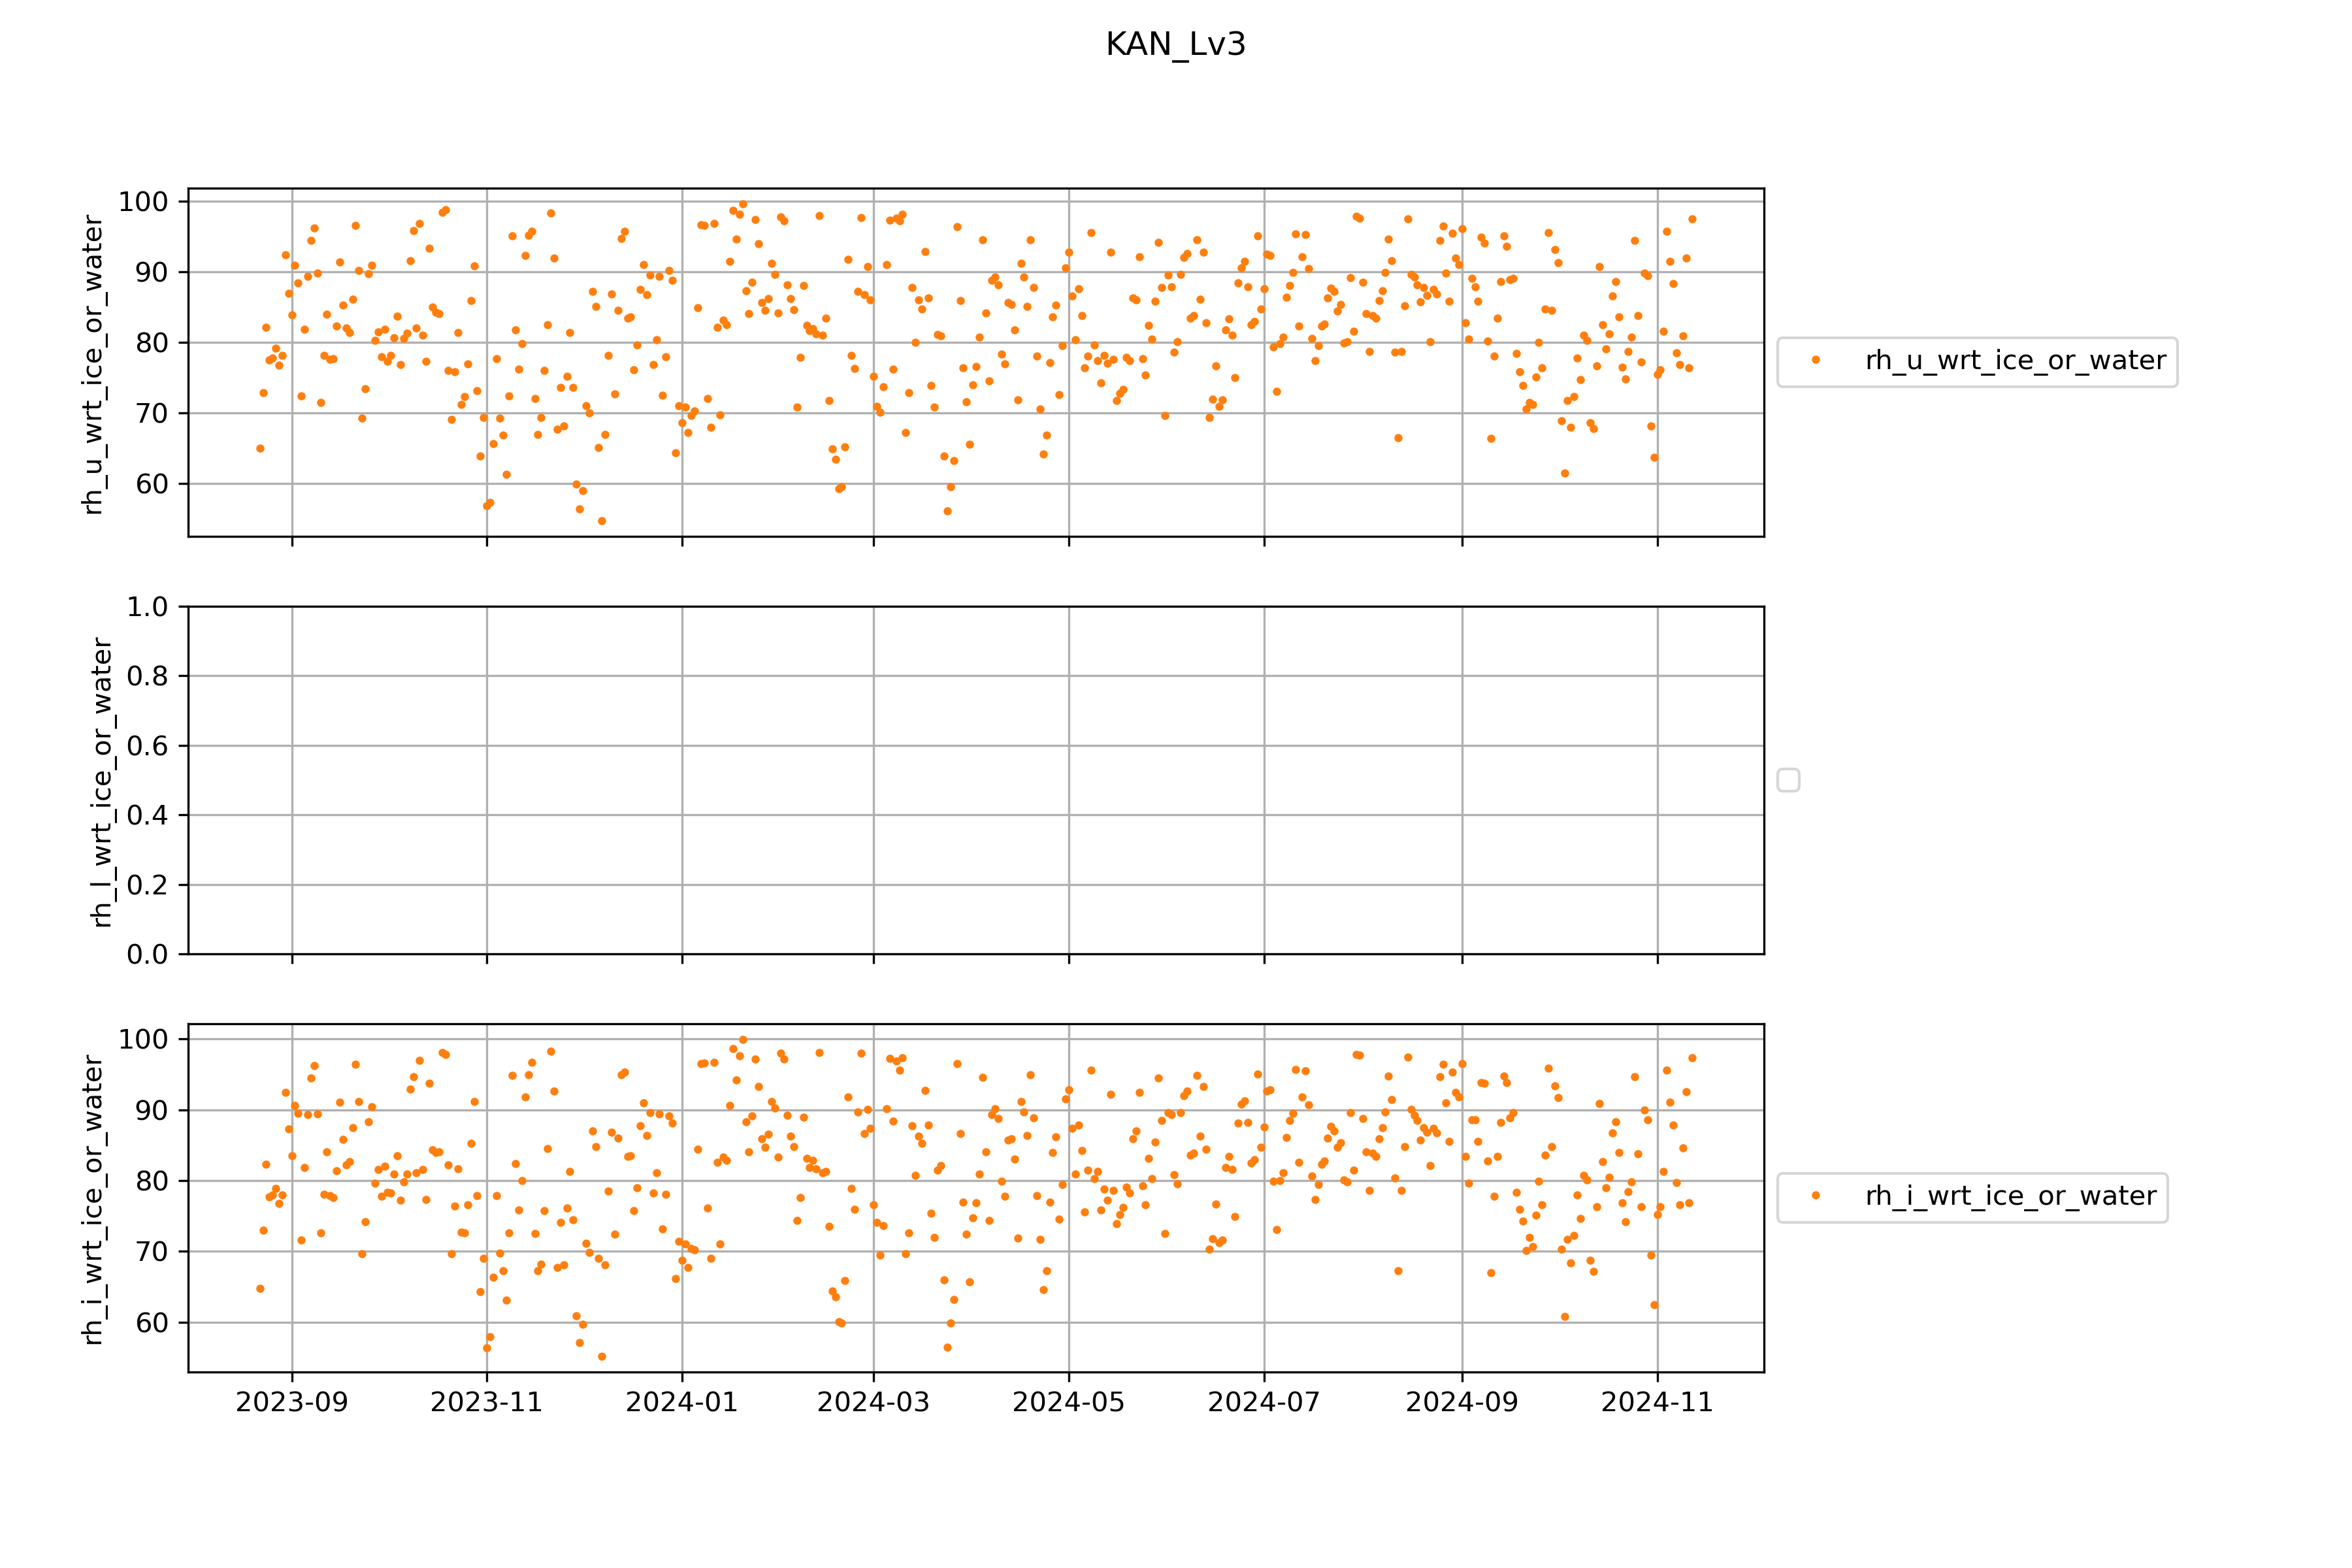 KAN_Lv3
rh_u_wrt_ice_or_water
100
90
80
70
60
rh_u_wrt_ice_or_water
rh_l_wrt_ice_or_water
1.0
0.8
0.6
0.4
0.2
0.0
rh_i_wrt_ice_or_water
100
90
80
70
60
rh_i_wrt_ice_or_water
2023-09 2023-11 2024-01 2024-03 2024-05 2024-07 2024-09 2024-11